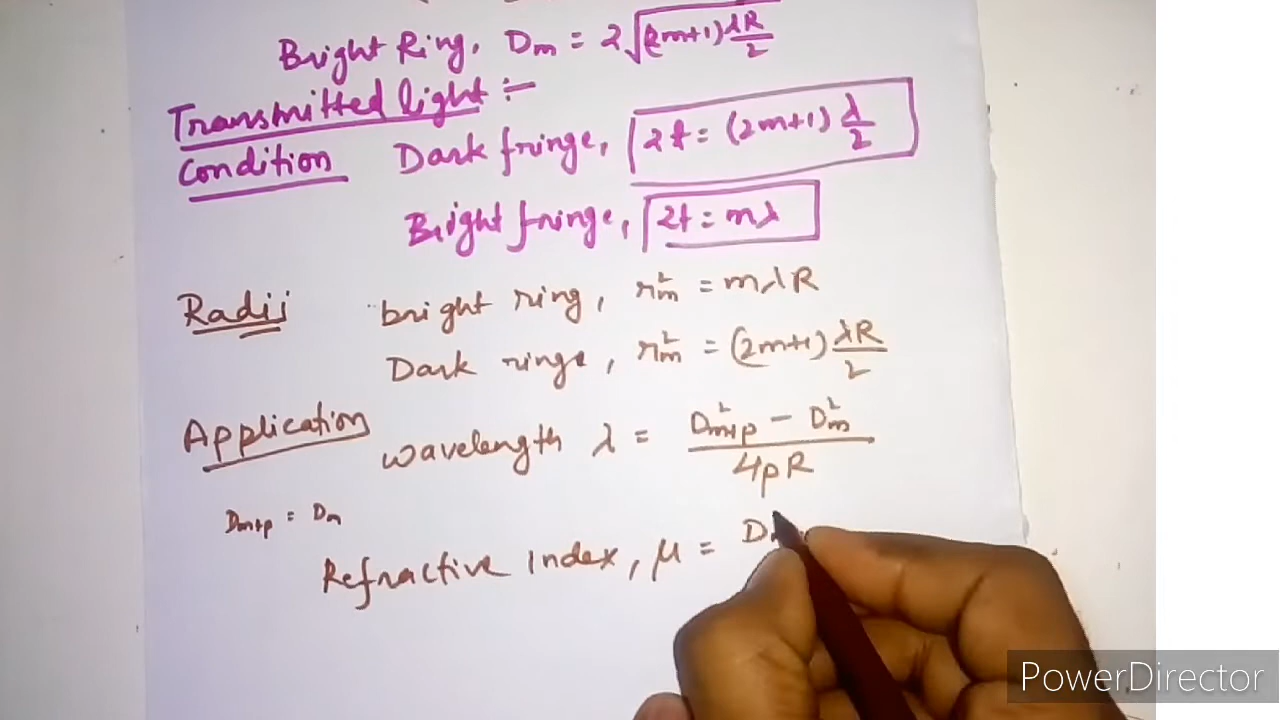 Bright Ring, Dm = 2√(2m+1)λR/2
Transmitted light :-
Condition Dark fringe, 2t = (2m+1) λ/2
Bright fringe, 2t = mλ
Radii bright ring, r²m = mλR
Dark ringe, r²m = (2m+1) λR/2
Application wavelength λ = D²m+p - D²m / 4pR
Dm+p = Dm
Refractive index, μ = D
PowerDirector